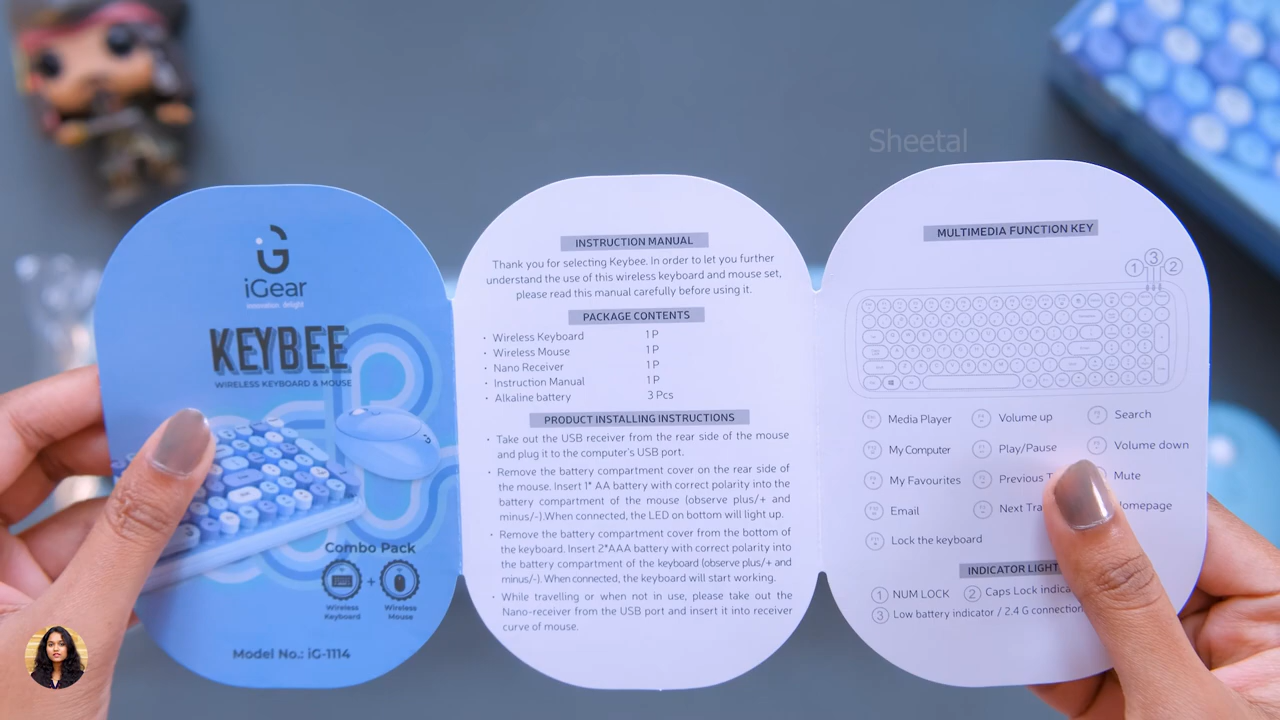 Sheetal
iGear
innovation. delight
KEYBEE
WIRELESS KEYBOARD & MOUSE
Combo Pack
+
Wireless Keyboard
Wireless Mouse
Model No.: iG-1114
INSTRUCTION MANUAL
Thank you for selecting Keybee. In order to let you further
understand the use of this wireless keyboard and mouse set,
please read this manual carefully before using it.
PACKAGE CONTENTS
• Wireless Keyboard 1 P
• Wireless Mouse 1 P
• Nano Receiver 1 P
• Instruction Manual 1 P
• Alkaline battery 3 Pcs
PRODUCT INSTALLING INSTRUCTIONS
• Take out the USB receiver from the rear side of the mouse
and plug it to the computer's USB port.
• Remove the battery compartment cover on the rear side of
the mouse. Insert 1* AA battery with correct polarity into the
battery compartment of the mouse (observe plus/+ and
minus/-).When connected, the LED on bottom will light up.
• Remove the battery compartment cover from the bottom of
the keyboard. Insert 2*AAA battery with correct polarity into
the battery compartment of the keyboard (observe plus/+ and
minus/-). When connected, the keyboard will start working.
• While travelling or when not in use, please take out the
Nano-receiver from the USB port and insert it into receiver
curve of mouse.
MULTIMEDIA FUNCTION KEY
1 3 2
Media Player Volume up Search
My Computer Play/Pause Volume down
My Favourites Previous Mute
Email Next
Lock the keyboard
INDICATOR LIGHT
1 NUM LOCK 2 Caps Lock
3 Low battery indicator / 2.4 G connection